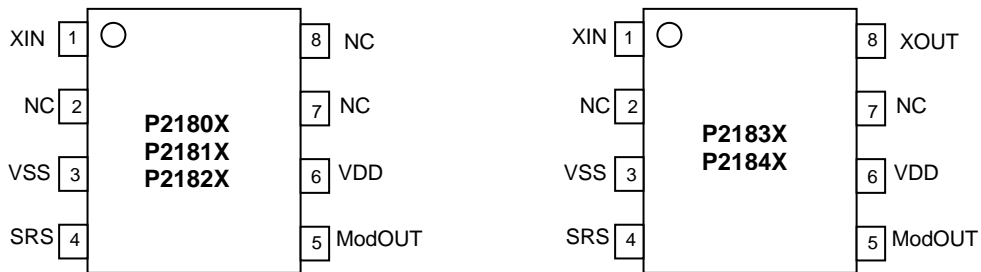 XIN 1 8 NC
NC 2 7 NC
P2180X
P2181X
P2182X
VSS 3 6 VDD
SRS 4 5 ModOUT
XIN 1 8 XOUT
NC 2 7 NC
P2183X
P2184X
VSS 3 6 VDD
SRS 4 5 ModOUT